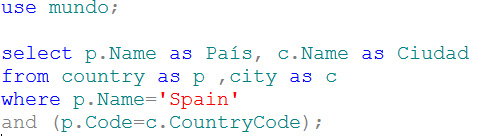 use mundo;
select p.Name as País, c.Name as Ciudad
from country as p ,city as c
where p.Name='Spain'
and (p.Code=c.CountryCode);